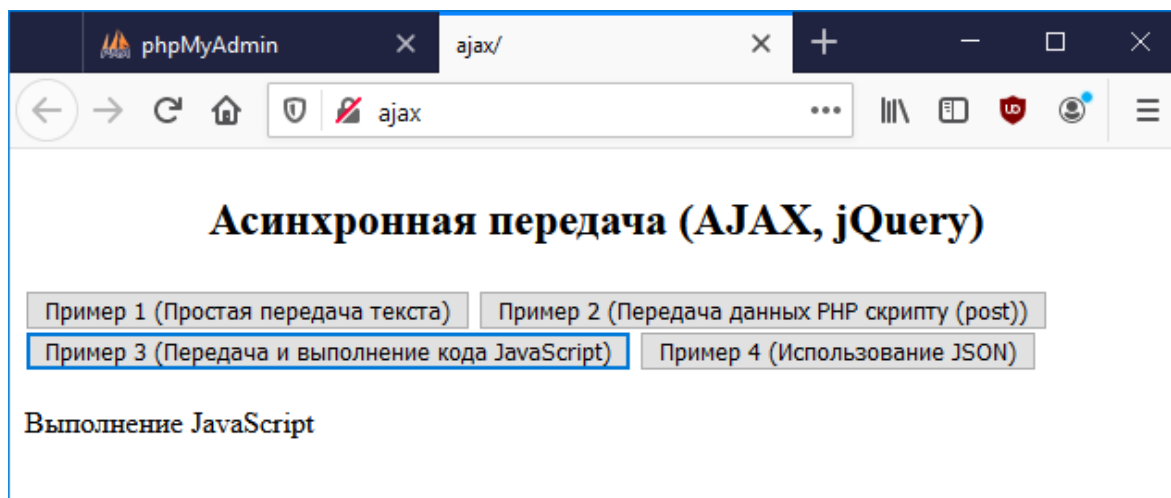 phpMyAdmin
ajax/
ajax
Асинхронная передача (AJAX, jQuery)
Пример 1 (Простая передача текста) Пример 2 (Передача данных PHP скрипту (post))
Пример 3 (Передача и выполнение кода JavaScript) Пример 4 (Использование JSON)
Выполнение JavaScript